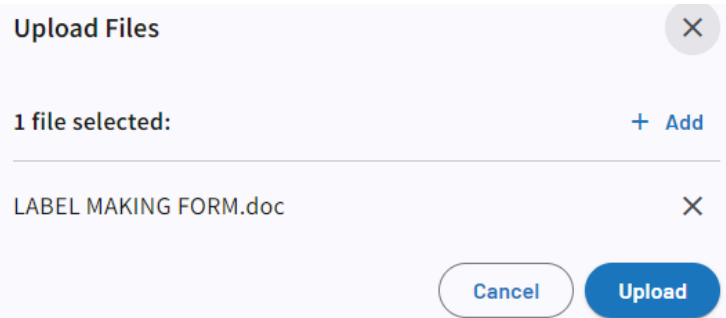 Upload Files
1 file selected:
+ Add
LABEL MAKING FORM.doc
Cancel
Upload